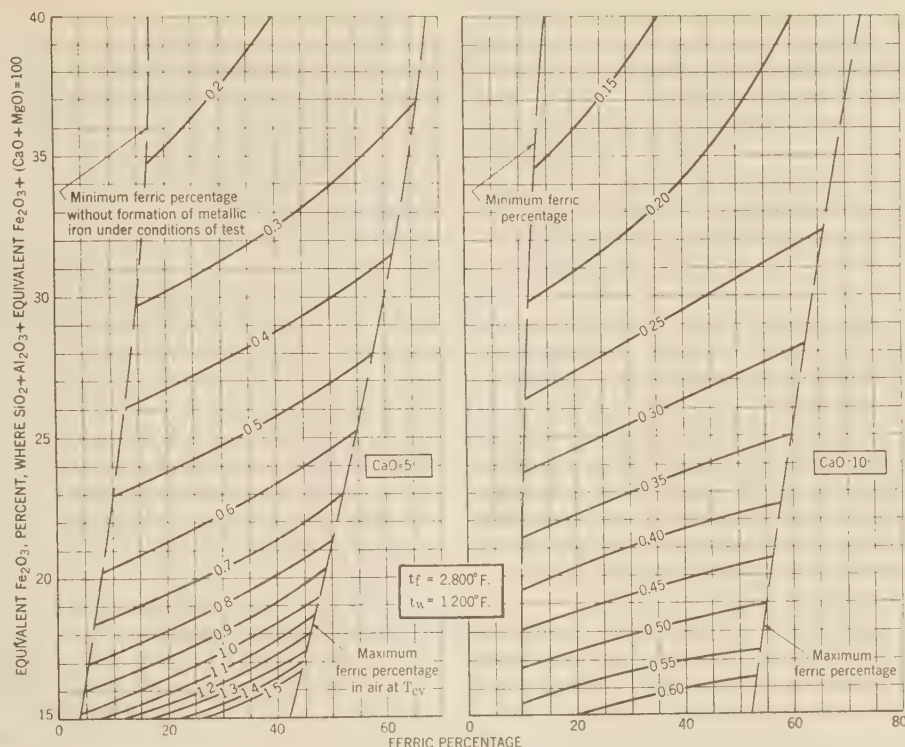 EQUIVALENT Fe₂O₃, PERCENT, WHERE SiO₂+Al₂O₃+ EQUIVALENT Fe₂O₃+ (CaO+ MgO)=100
40
35
30
25
20
15
0.2
0.3
0.4
0.5
0.6
0.7
0.8
0.9
1.0
1.1
1.2
1.3
1.4
1.5
Minimum ferric percentage
without formation of metallic
iron under conditions of test
CaO=5
Maximum
ferric percentage
in air at Tcv
0
20
40
60
tf = 2.800°F.
tw = 1200°F.
0.15
0.20
0.25
0.30
0.35
0.40
0.45
0.50
0.55
0.60
Minimum ferric
percentage
CaO-10
Maximum
ferric percentage
0
20
40
60
80
FERRIC PERCENTAGE